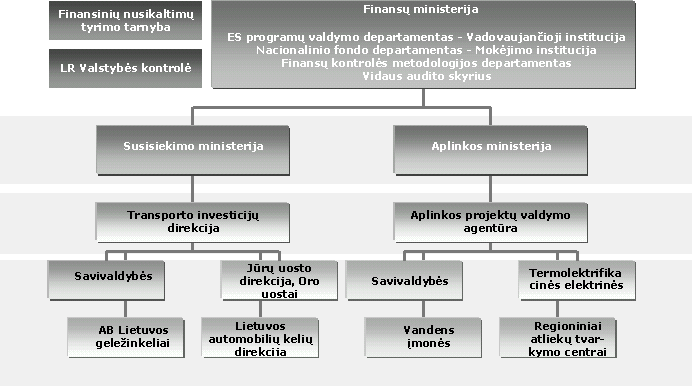 Finansinių nusikaltimų
tyrimo tarnyba
LR Valstybės kontrolė
Finansų ministerija
ES programų valdymo departamentas - Vadovaujančioji institucija
Nacionalinio fondo departamentas - Mokėjimo institucija
Finansų kontrolės metodologijos departamentas
Vidaus audito skyrius
Susisiekimo ministerija
Aplinkos ministerija
Transporto investicijų
direkcija
Aplinkos projektų valdymo
agentūra
Savivaldybės
Jūrų uosto
direkcija, Oro
uostai
Savivaldybės
Termolektrifika
cinės elektrinės
AB Lietuvos
geležinkeliai
Lietuvos
automobilių kelių
direkcija
Vandens
įmonės
Regioniniai
atliekų tvar-
kymo centrai